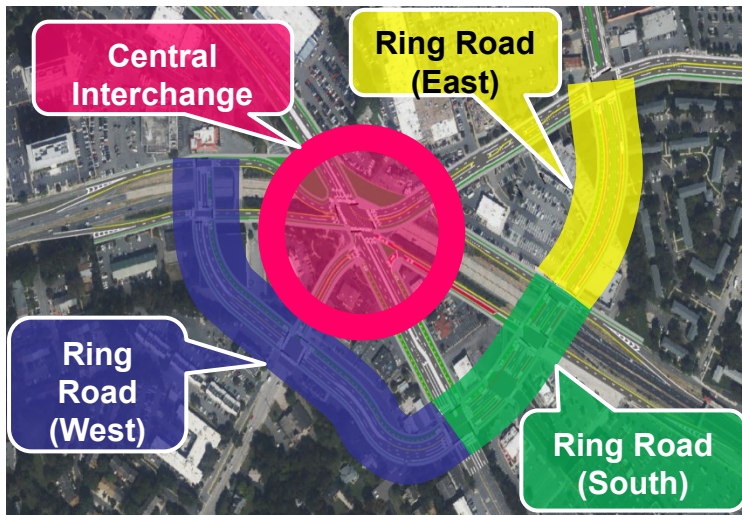 Central
Interchange
Ring Road
(East)
Ring
Road
(West)
Ring Road
(South)